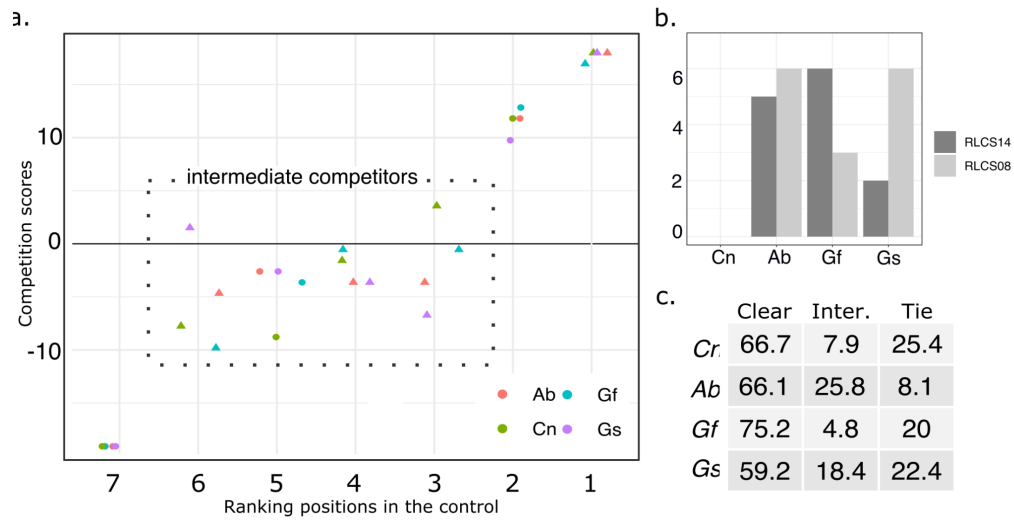 a.
10
0
-10
Competition scores
intermediate competitors
Ab Gf
Cn Gs
7 6 5 4 3 2 1
Ranking positions in the control
b.
6
4
2
0
Cn Ab Gf Gs
RLCS14
RLCS08
c.
Clear Inter. Tie
Cn 66.7 7.9 25.4
Ab 66.1 25.8 8.1
Gf 75.2 4.8 20
Gs 59.2 18.4 22.4